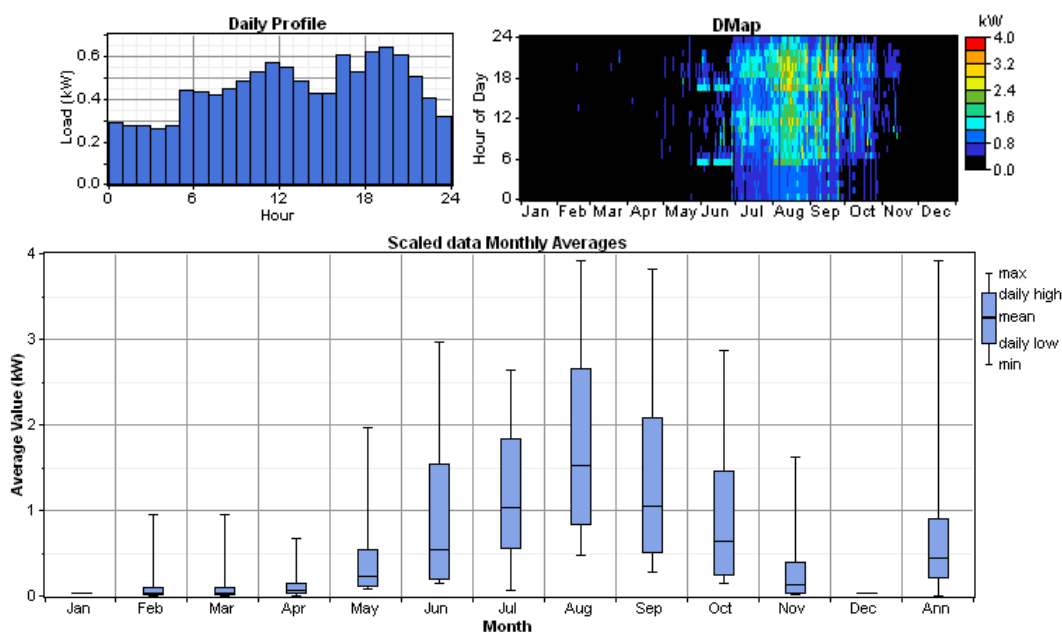 Daily Profile
Load (kW)
0.6
0.4
0.2
0.0
0 6 12 18 24
Hour
DMap
Hour of Day
24
18
12
6
0
Jan Feb Mar Apr May Jun Jul Aug Sep Oct Nov Dec
kW
4.0
3.2
2.4
1.6
0.8
0.0
Scaled data Monthly Averages
Average Value (kW)
4
3
2
1
0
Jan Feb Mar Apr May Jun Jul Aug Sep Oct Nov Dec Ann
Month
max
daily high
mean
daily low
min